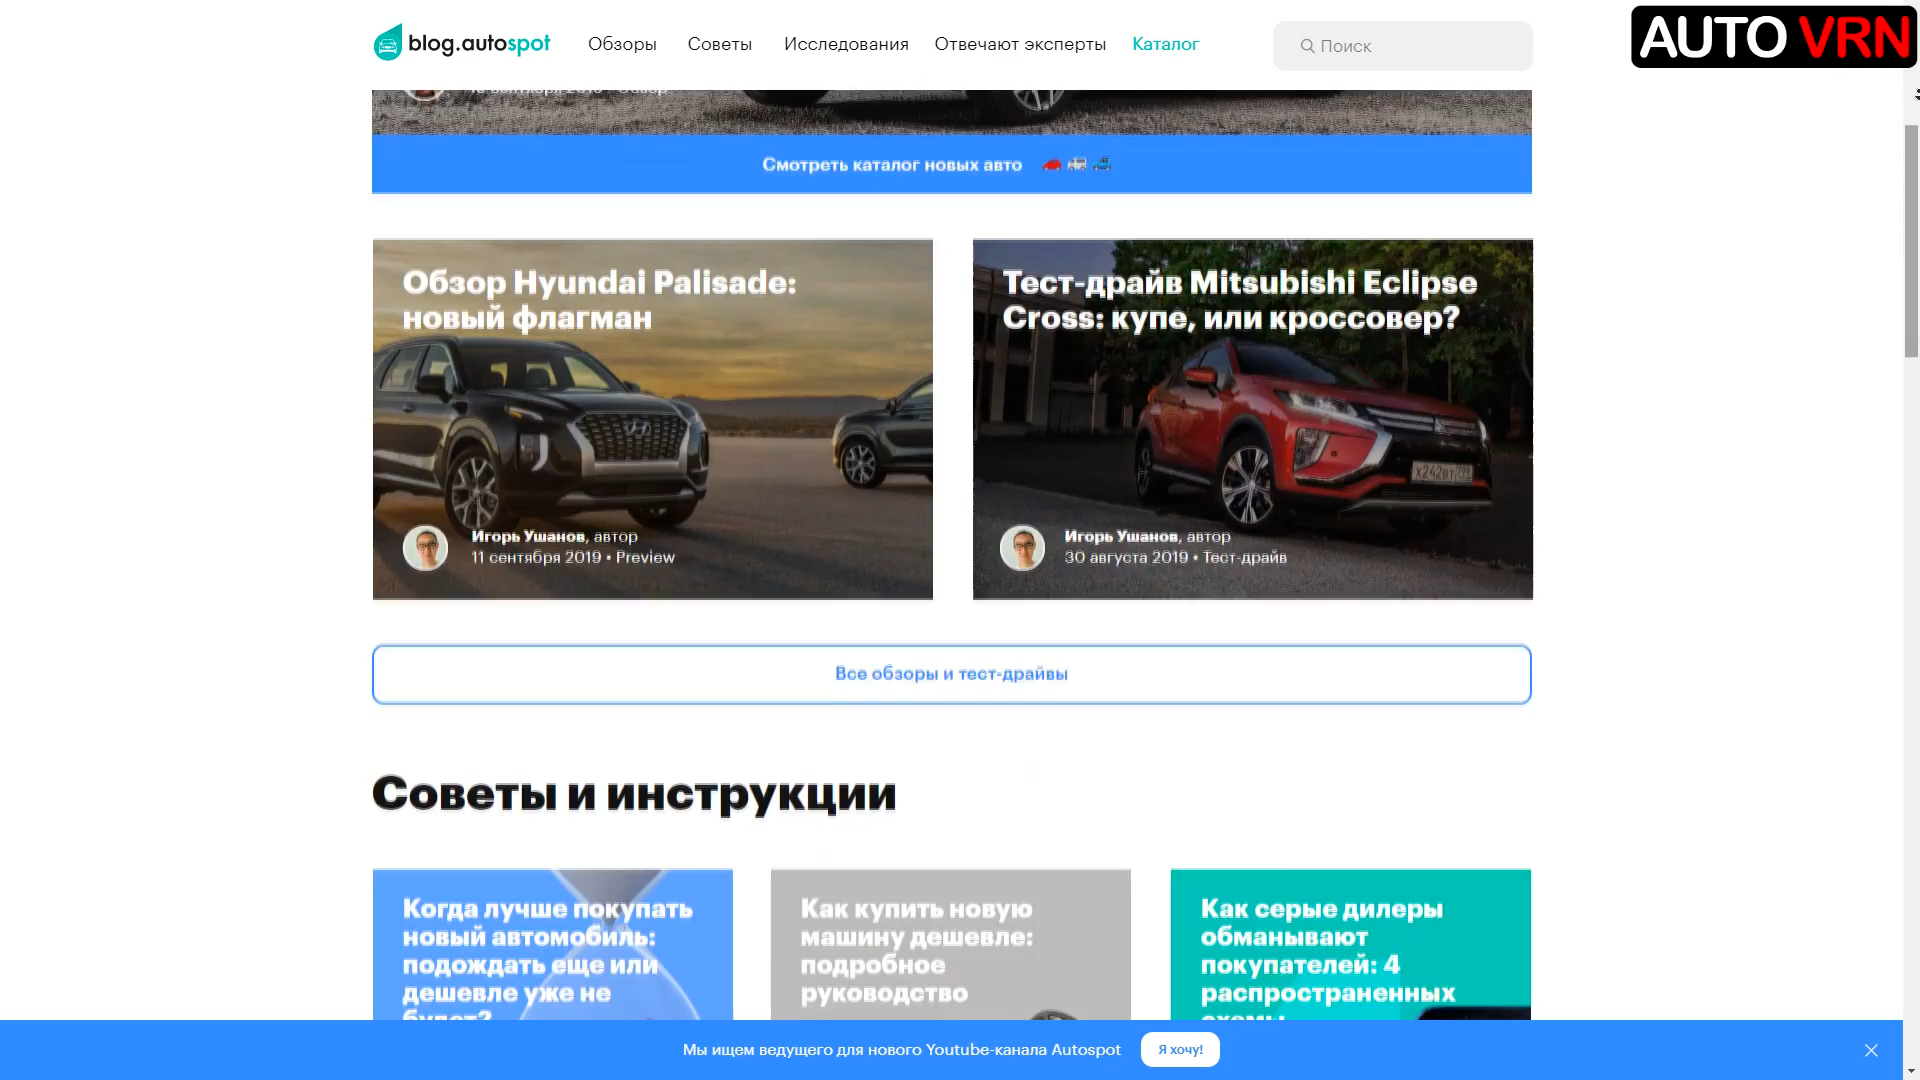 blog.autospot
Обзоры
Советы
Исследования
Отвечают эксперты
Каталог
Поиск
AUTO VRN
Смотреть каталог новых авто
Обзор Hyundai Palisade:
новый флагман
Игорь Ушанов, автор
11 сентября 2019 • Preview
Тест-драйв Mitsubishi Eclipse
Cross: купе, или кроссовер?
Игорь Ушанов, автор
30 августа 2019 • Тест-драйв
Все обзоры и тест-драйвы
Советы и инструкции
Когда лучше покупать
новый автомобиль:
подождать еще или
дешевле уже не
будет?
Как купить новую
машину дешевле:
подробное
руководство
Как серые дилеры
обманывают
покупателей: 4
распространенных
схемы
Мы ищем ведущего для нового Youtube-канала Autospot
Я хочу!